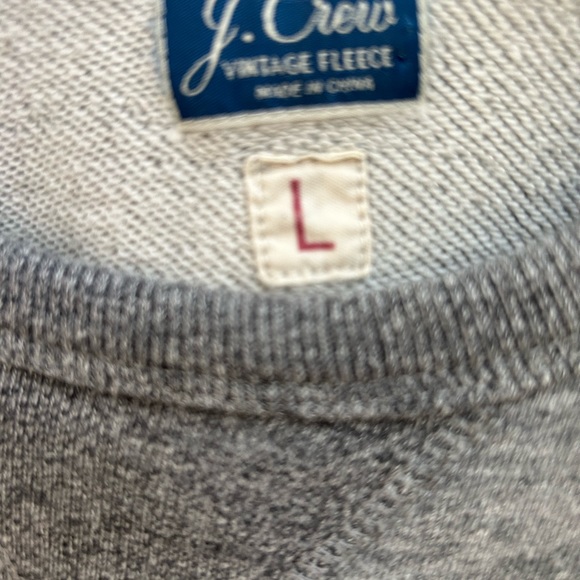 J. Crew
VINTAGE FLEECE
MADE IN CHINA
L